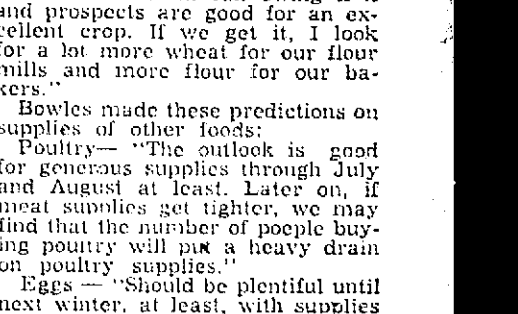 and prospects are good for an ex-
cellent crop. If we get it, I look
for a lot more wheat for our flour
mills and more flour for our ba-
kers."
Bowles made these predictions on
supplies of other foods:
Poultry— "The outlook is good
for generous supplies through July
and August at least. Later on, if
meat supplies get tighter, we may
find that the number of poeple buy-
ing poultry will put a heavy drain
on poultry supplies."
Eggs — "Should be plentiful until
next winter, at least, with supplies